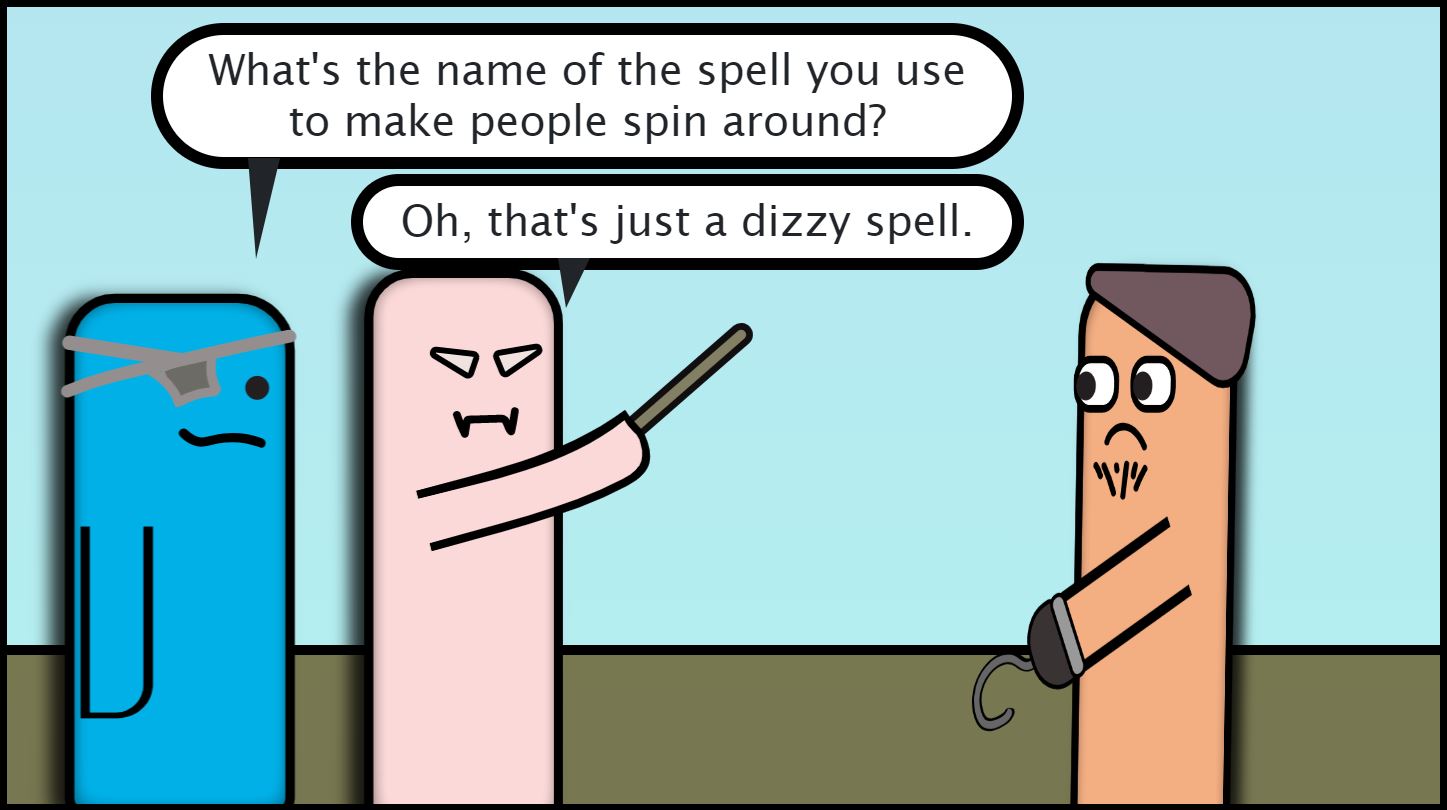 What's the name of the spell you use
to make people spin around?
Oh, that's just a dizzy spell.